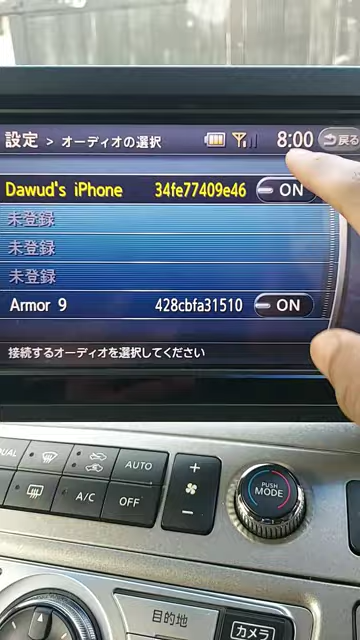 設定 > オーディオの選択 8:00 戻る
Dawud's iPhone 34fe77409e46 ON
未登録
未登録
未登録
Armor 9 428cbfa31510 ON
接続するオーディオを選択してください
AUTO
A/C OFF
+
−
PUSH
MODE
目的地
カメラ